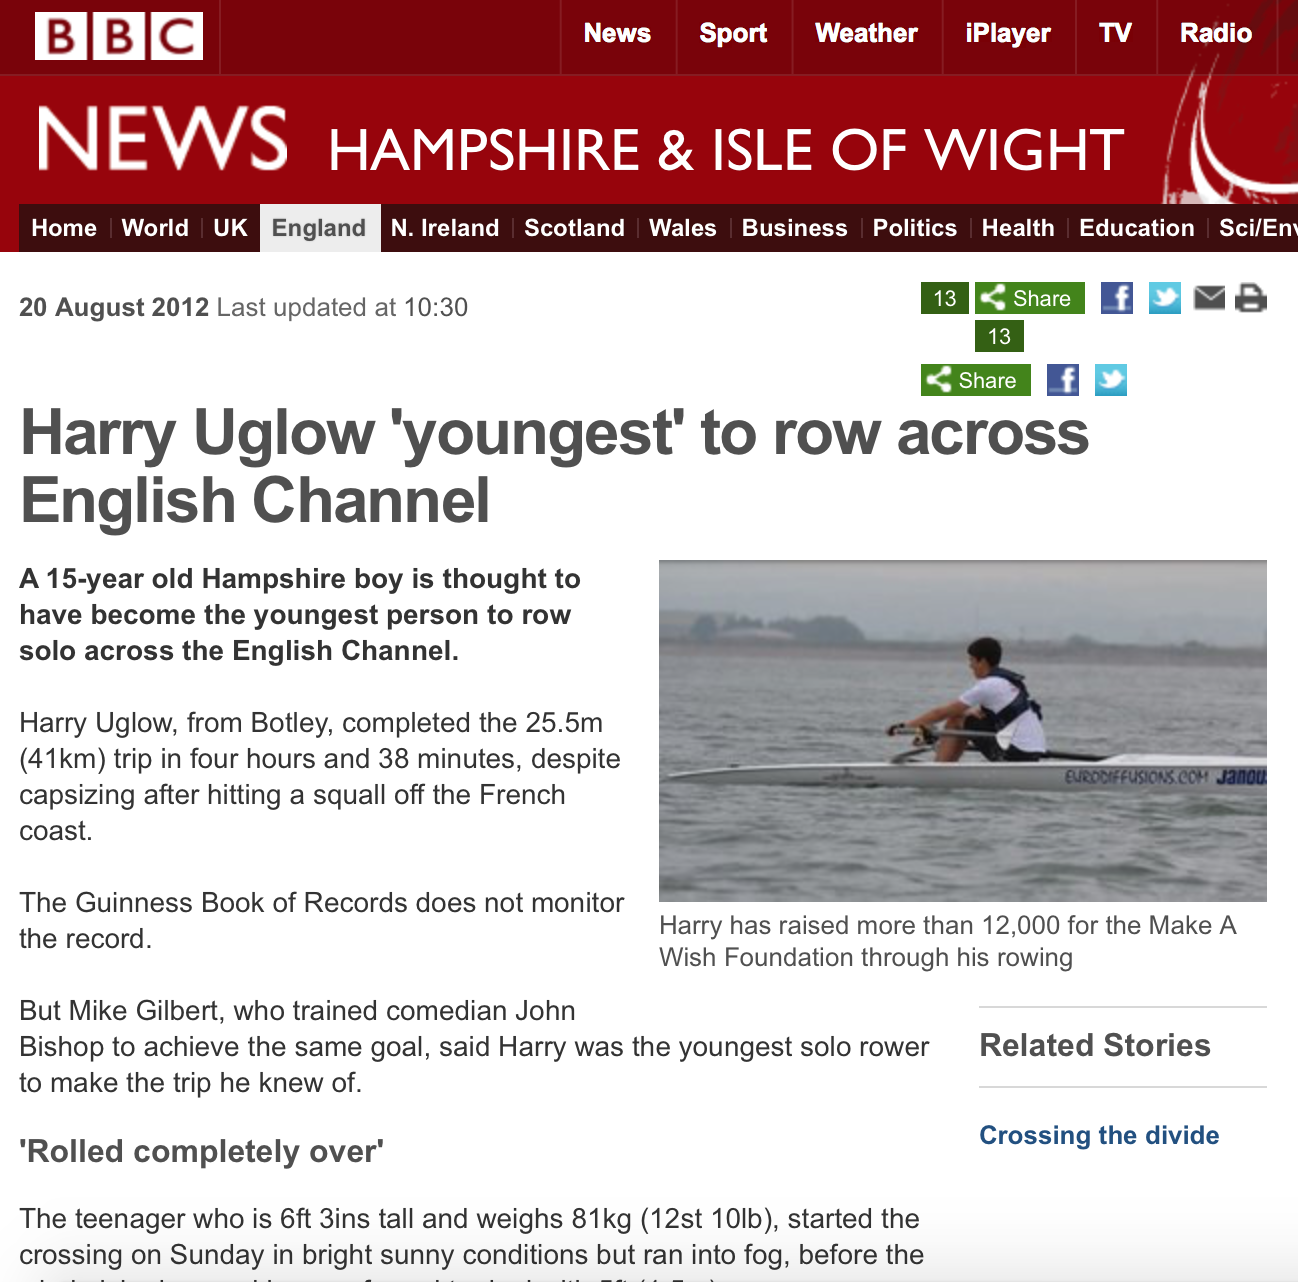 BBC
News Sport Weather iPlayer TV Radio
NEWS HAMPSHIRE & ISLE OF WIGHT
Home World UK England N. Ireland Scotland Wales Business Politics Health Education Sci/Env
20 August 2012 Last updated at 10:30
13 Share
13
Share
Harry Uglow 'youngest' to row across
English Channel
A 15-year old Hampshire boy is thought to
have become the youngest person to row
solo across the English Channel.
Harry Uglow, from Botley, completed the 25.5m
(41km) trip in four hours and 38 minutes, despite
capsizing after hitting a squall off the French
coast.
The Guinness Book of Records does not monitor
the record.
EURODIFFUSIONS.COM Janou
Harry has raised more than 12,000 for the Make A
Wish Foundation through his rowing
But Mike Gilbert, who trained comedian John
Bishop to achieve the same goal, said Harry was the youngest solo rower
to make the trip he knew of.
Related Stories
Crossing the divide
'Rolled completely over'
The teenager who is 6ft 3ins tall and weighs 81kg (12st 10lb), started the
crossing on Sunday in bright sunny conditions but ran into fog, before the